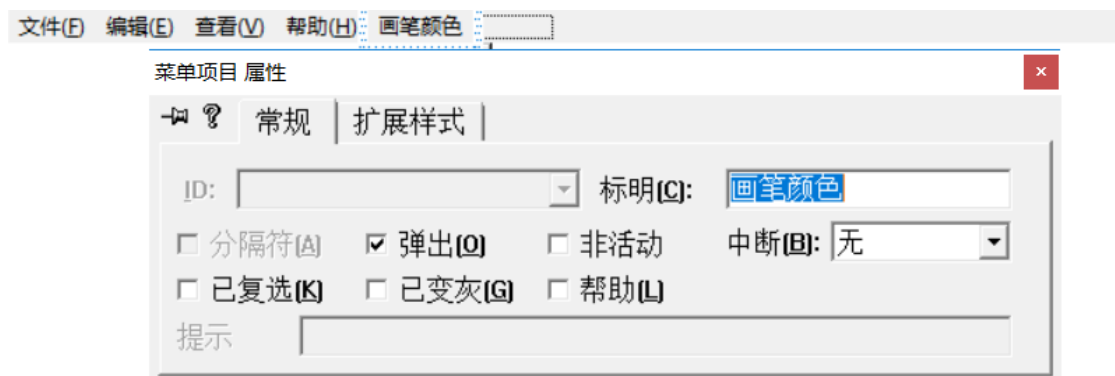 文件(F) 编辑(E) 查看(V) 帮助(H) 画笔颜色
菜单项目 属性
常规 扩展样式
ID: 标明(C): 画笔颜色
分隔符(A) 弹出(O) 非活动 中断(B): 无
已复选(K) 已变灰(G) 帮助(L)
提示